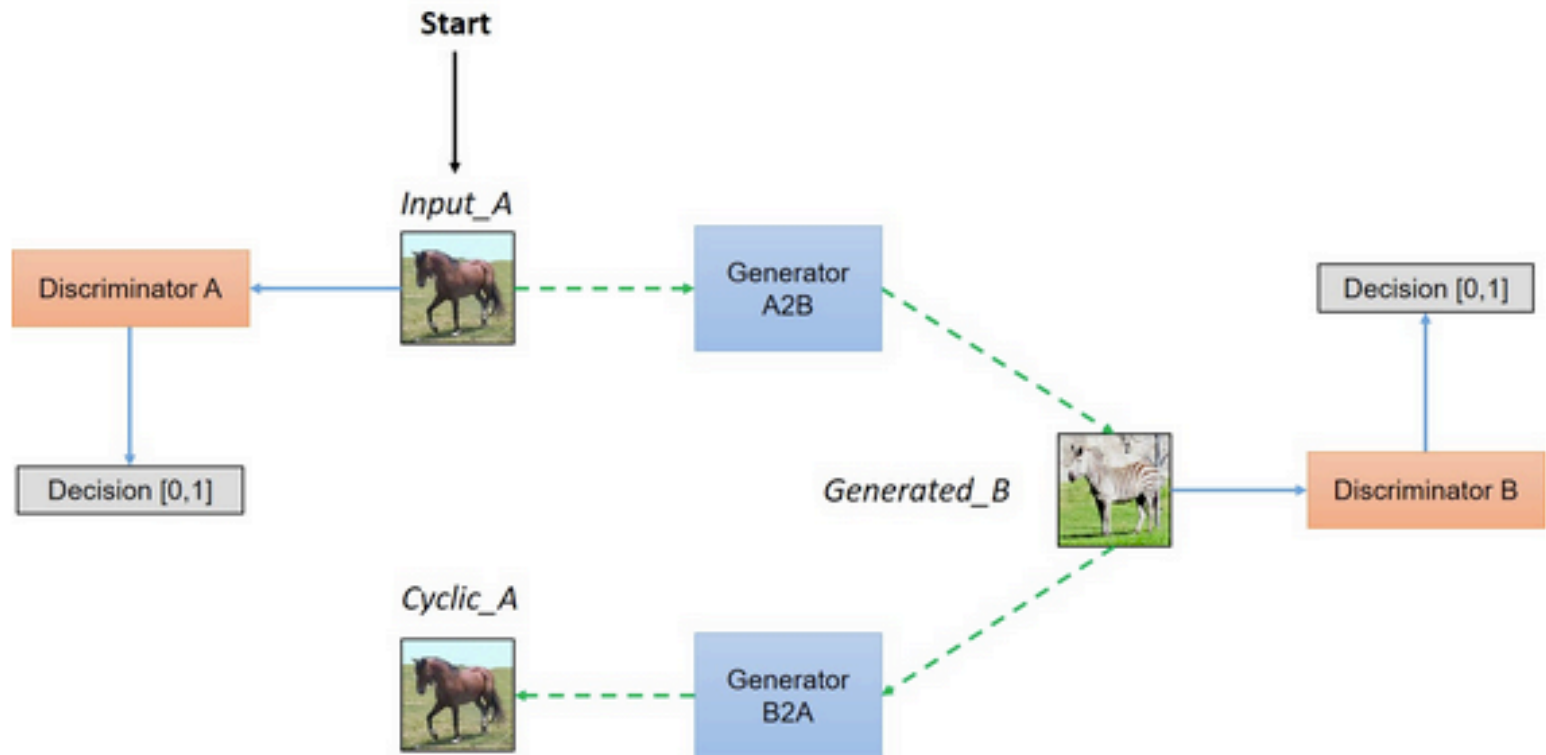 Start
Input_A
Discriminator A
Generator
A2B
Decision [0,1]
Decision [0,1]
Generated_B
Discriminator B
Cyclic_A
Generator
B2A